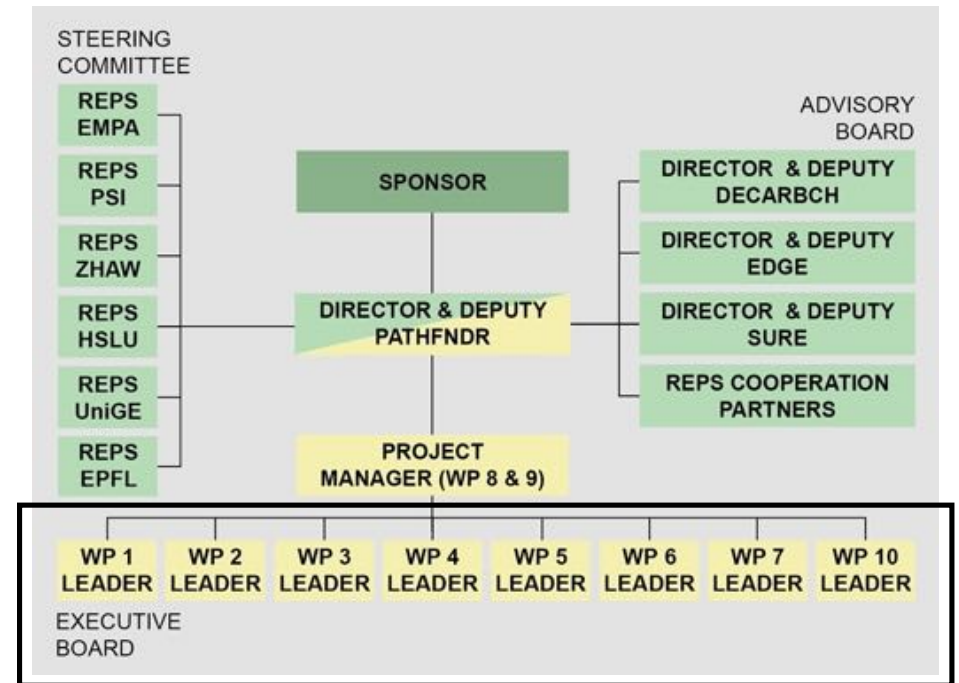 STEERING
COMMITTEE
REPS
EMPA
REPS
PSI
REPS
ZHAW
REPS
HSLU
REPS
UniGE
REPS
EPFL
SPONSOR
DIRECTOR & DEPUTY
PATHFNDR
PROJECT
MANAGER (WP 8 & 9)
ADVISORY
BOARD
DIRECTOR & DEPUTY
DECARBCH
DIRECTOR & DEPUTY
EDGE
DIRECTOR & DEPUTY
SURE
REPS COOPERATION
PARTNERS
WP 1
LEADER
WP 2
LEADER
WP 3
LEADER
WP 4
LEADER
WP 5
LEADER
WP 6
LEADER
WP 7
LEADER
WP 10
LEADER
EXECUTIVE
BOARD